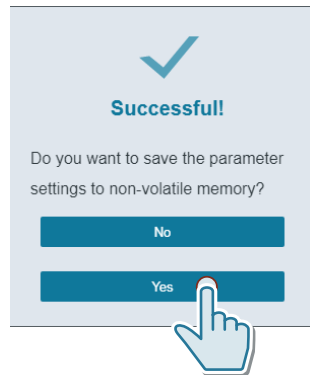 Successful!
Do you want to save the parameter
settings to non-volatile memory?
No
Yes